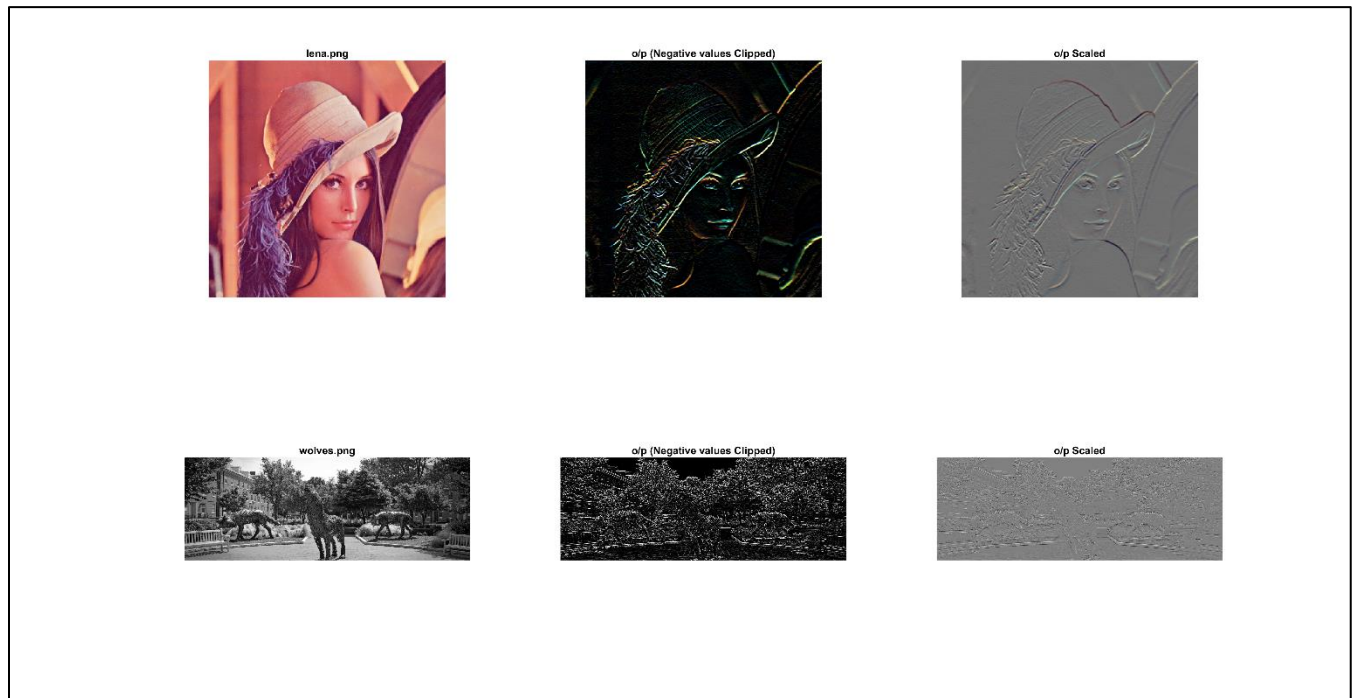 lena.png
o/p (Negative values Clipped)
o/p Scaled
wolves.png
o/p (Negative values Clipped)
o/p Scaled